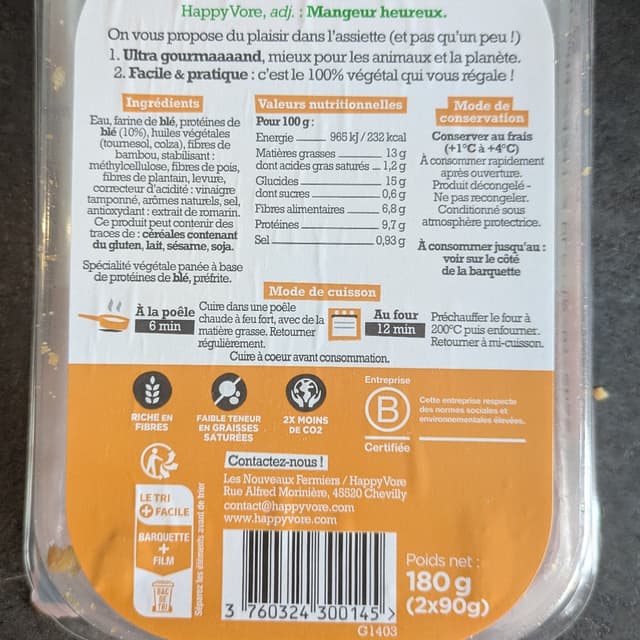 HappyVore, adj. : Mangeur heureux.
On vous propose du plaisir dans l'assiette (et pas qu'un peu !)
1. Ultra gourmaaaand, mieux pour les animaux et la planète.
2. Facile & pratique : c'est le 100% végétal qui vous régale !
Ingrédients
Eau, farine de blé, protéines de
blé (10%), huiles végétales
(tournesol, colza), fibres de
bambou, stabilisant :
méthylcellulose, fibres de pois,
fibres de plantain, levure,
correcteur d'acidité : vinaigre
tamponné, arômes naturels, sel,
antioxydant : extrait de romarin.
Ce produit peut contenir des
traces de : céréales contenant
du gluten, lait, sésame, soja.
Spécialité végétale panée à base
de protéines de blé, préfrite.
Valeurs nutritionnelles
Pour 100 g :
Energie 965 kJ / 232 kcal
Matières grasses 13 g
dont acides gras saturés 1,2 g
Glucides 15 g
dont sucres 0,6 g
Fibres alimentaires 6,8 g
Protéines 9,7 g
Sel 0,93 g
Mode de
conservation
Conserver au frais
(+1°C à +4°C)
À consommer rapidement
après ouverture.
Produit décongelé -
Ne pas recongeler.
Conditionné sous
atmosphère protectrice.
À consommer jusqu'au :
voir sur le côté
de la barquette
Mode de cuisson
À la poêle
6 min
Cuire dans une poêle
chaude à feu fort, avec de la
matière grasse. Retourner
régulièrement.
Au four
12 min
Préchauffer le four à
200°C puis enfourner.
Retourner à mi-cuisson.
Cuire à coeur avant consommation.
RICHE EN
FIBRES
FAIBLE TENEUR
EN GRAISSES
SATURÉES
2X MOINS
DE CO2
Entreprise
B
Certifiée
Cette entreprise respecte
des normes sociales et
environnementales élevées.
LE TRI
+ FACILE
BARQUETTE
+
FILM
BAC
DE
TRI
Séparez les éléments avant de trier
Contactez-nous !
Les Nouveaux Fermiers / HappyVore
Rue Alfred Morinière, 45520 Chevilly
contact@happyvore.com
www.happyvore.com
3 760324 300145 >
G1403
Poids net :
180 g
(2x90g)